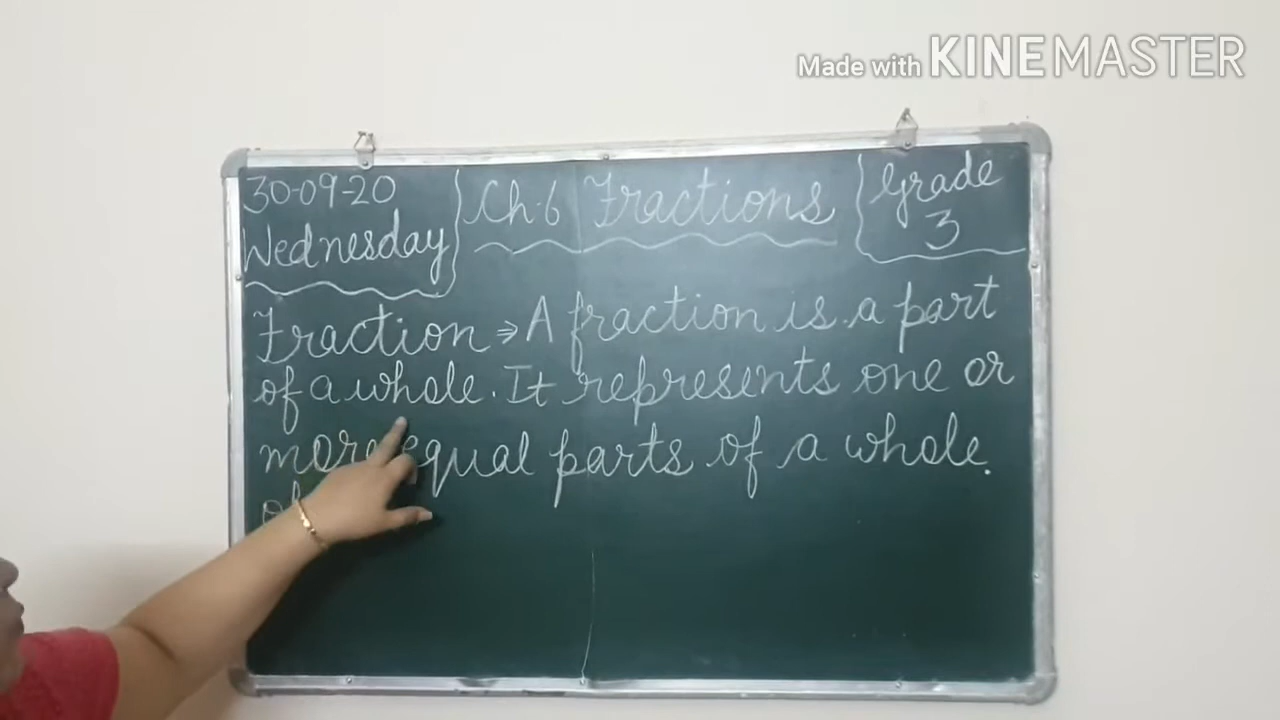 Made with KINEMASTER
30-09-20
Wednesday
Ch.6 Fractions
Grade
3
Fraction ⇒ A fraction is a part
of a whole. It represents one or
more equal parts of a whole.